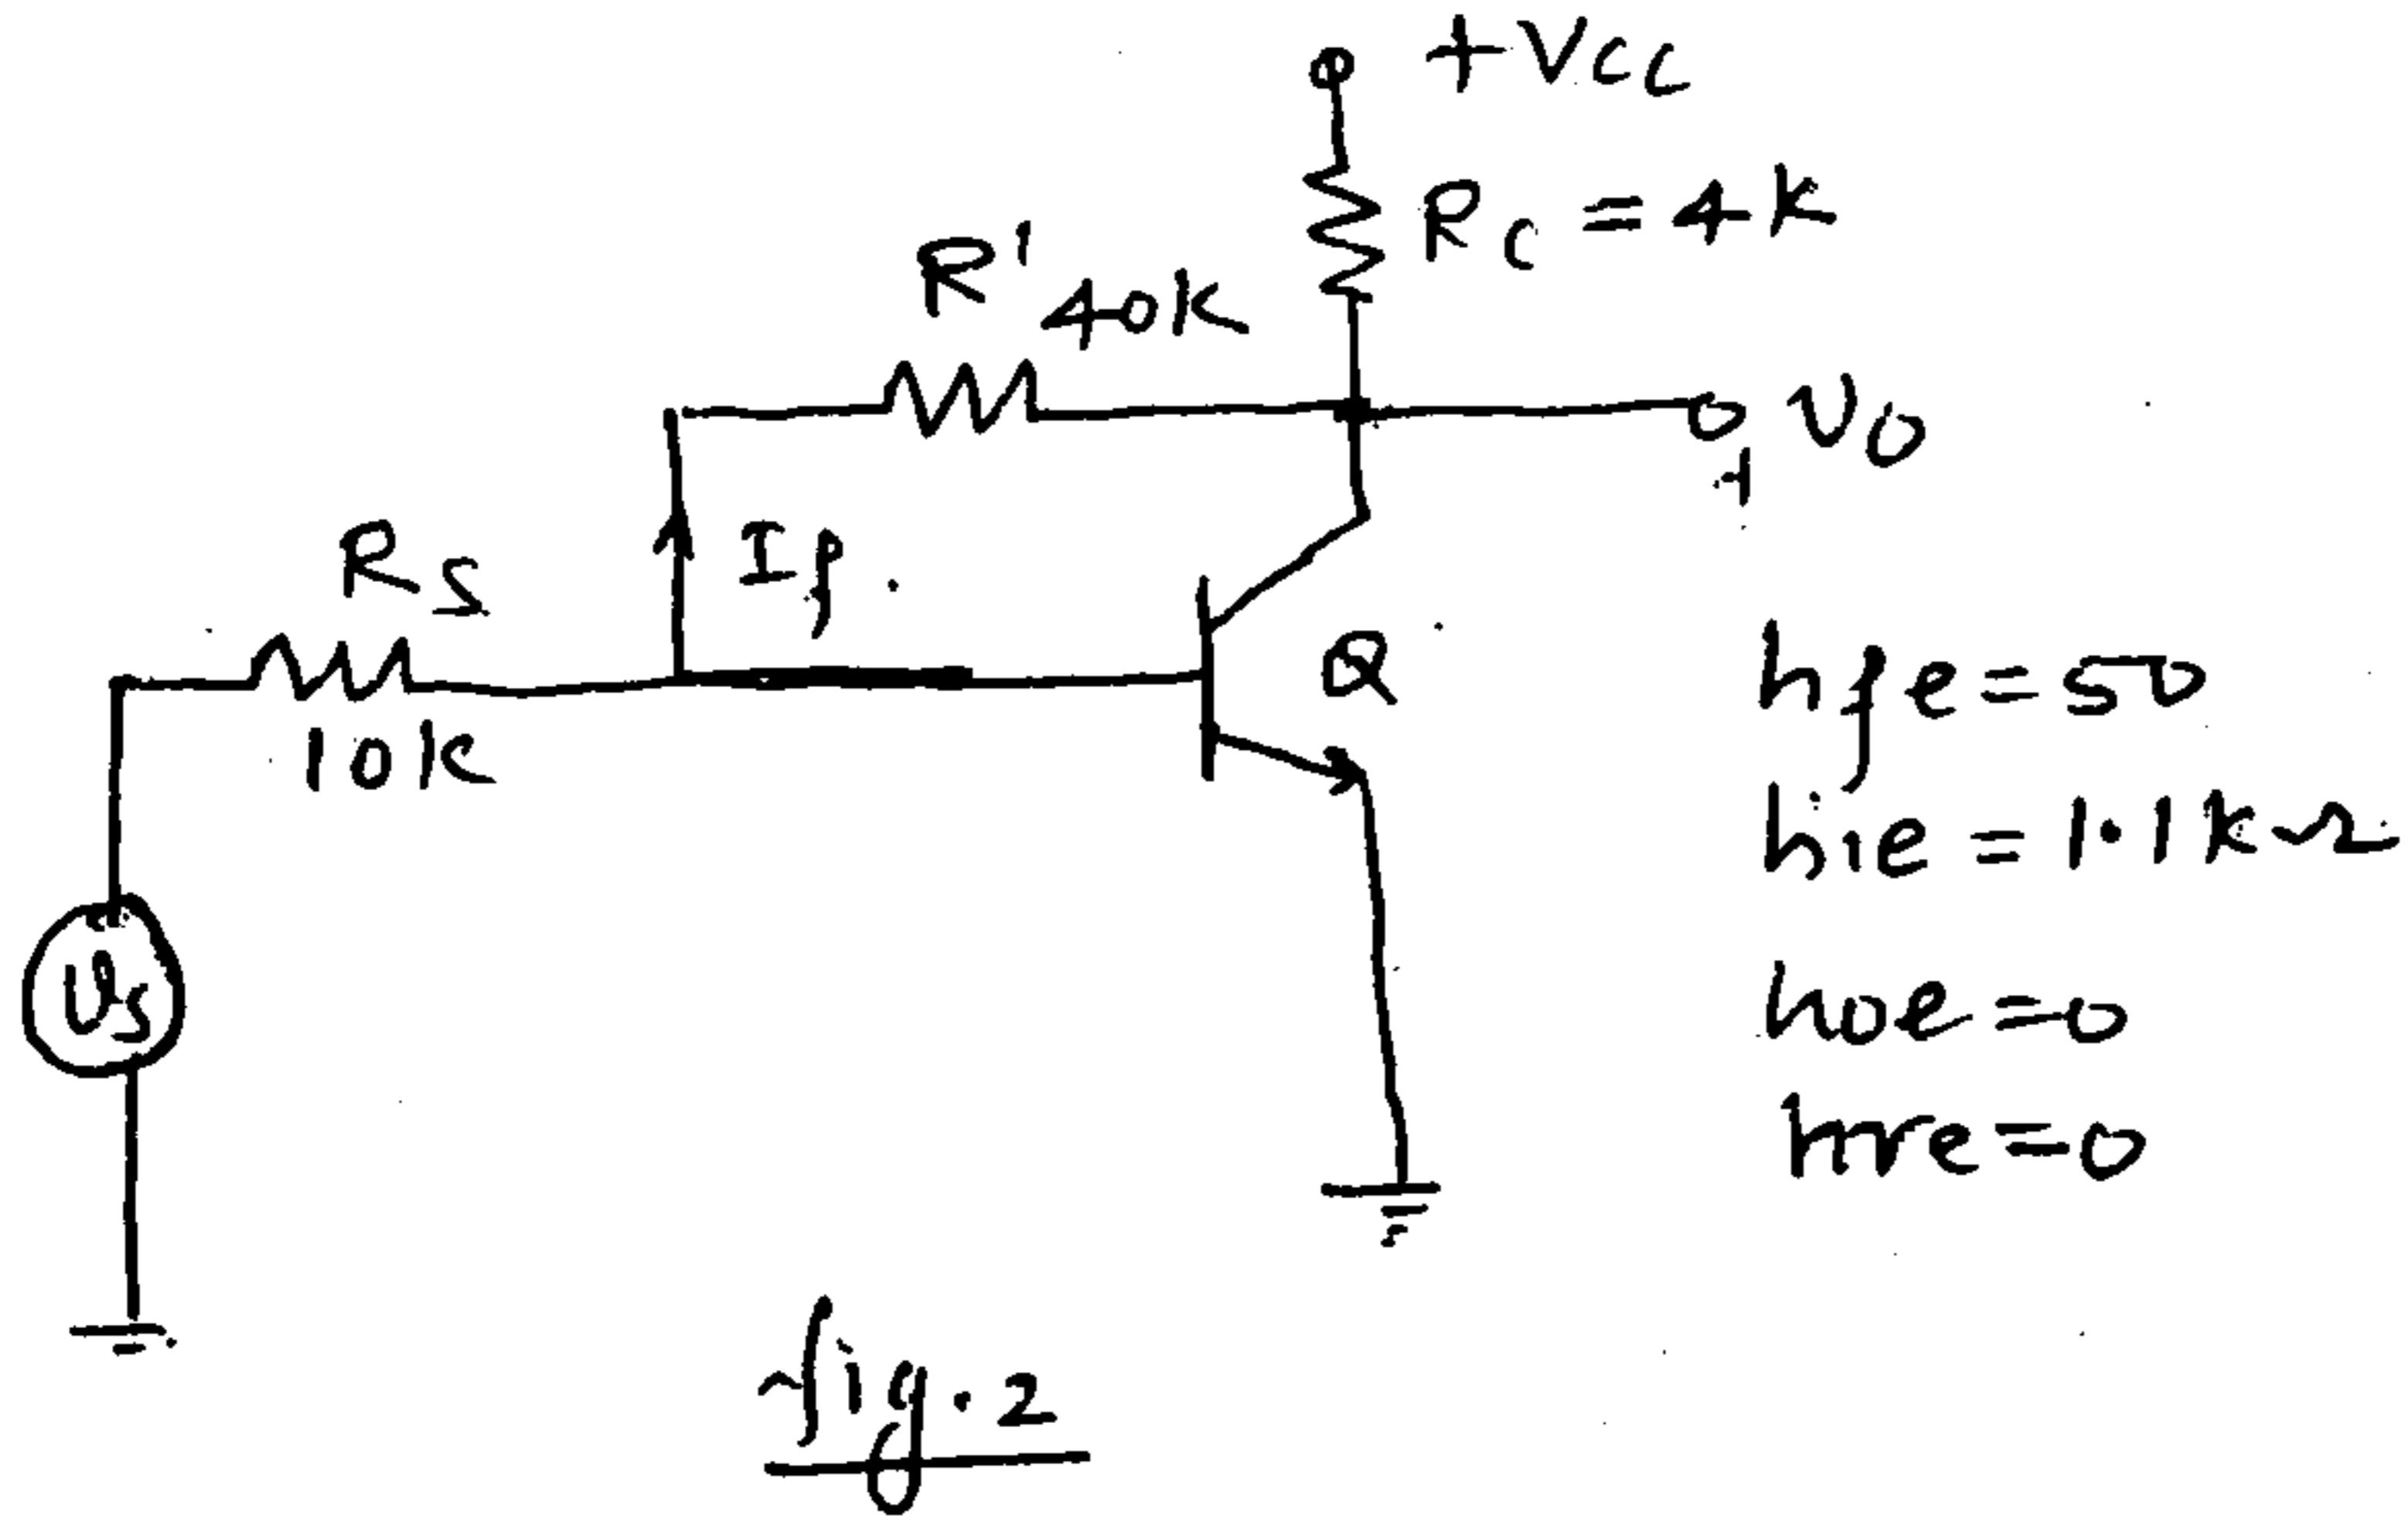 +Vcc
Rc = 4K
R' 40K
Vo
+
Rs
If.
10K
Q
hfe = 50
hie = 1.1kΩ
Vs
hoe = 0
hre = 0
fig. 2